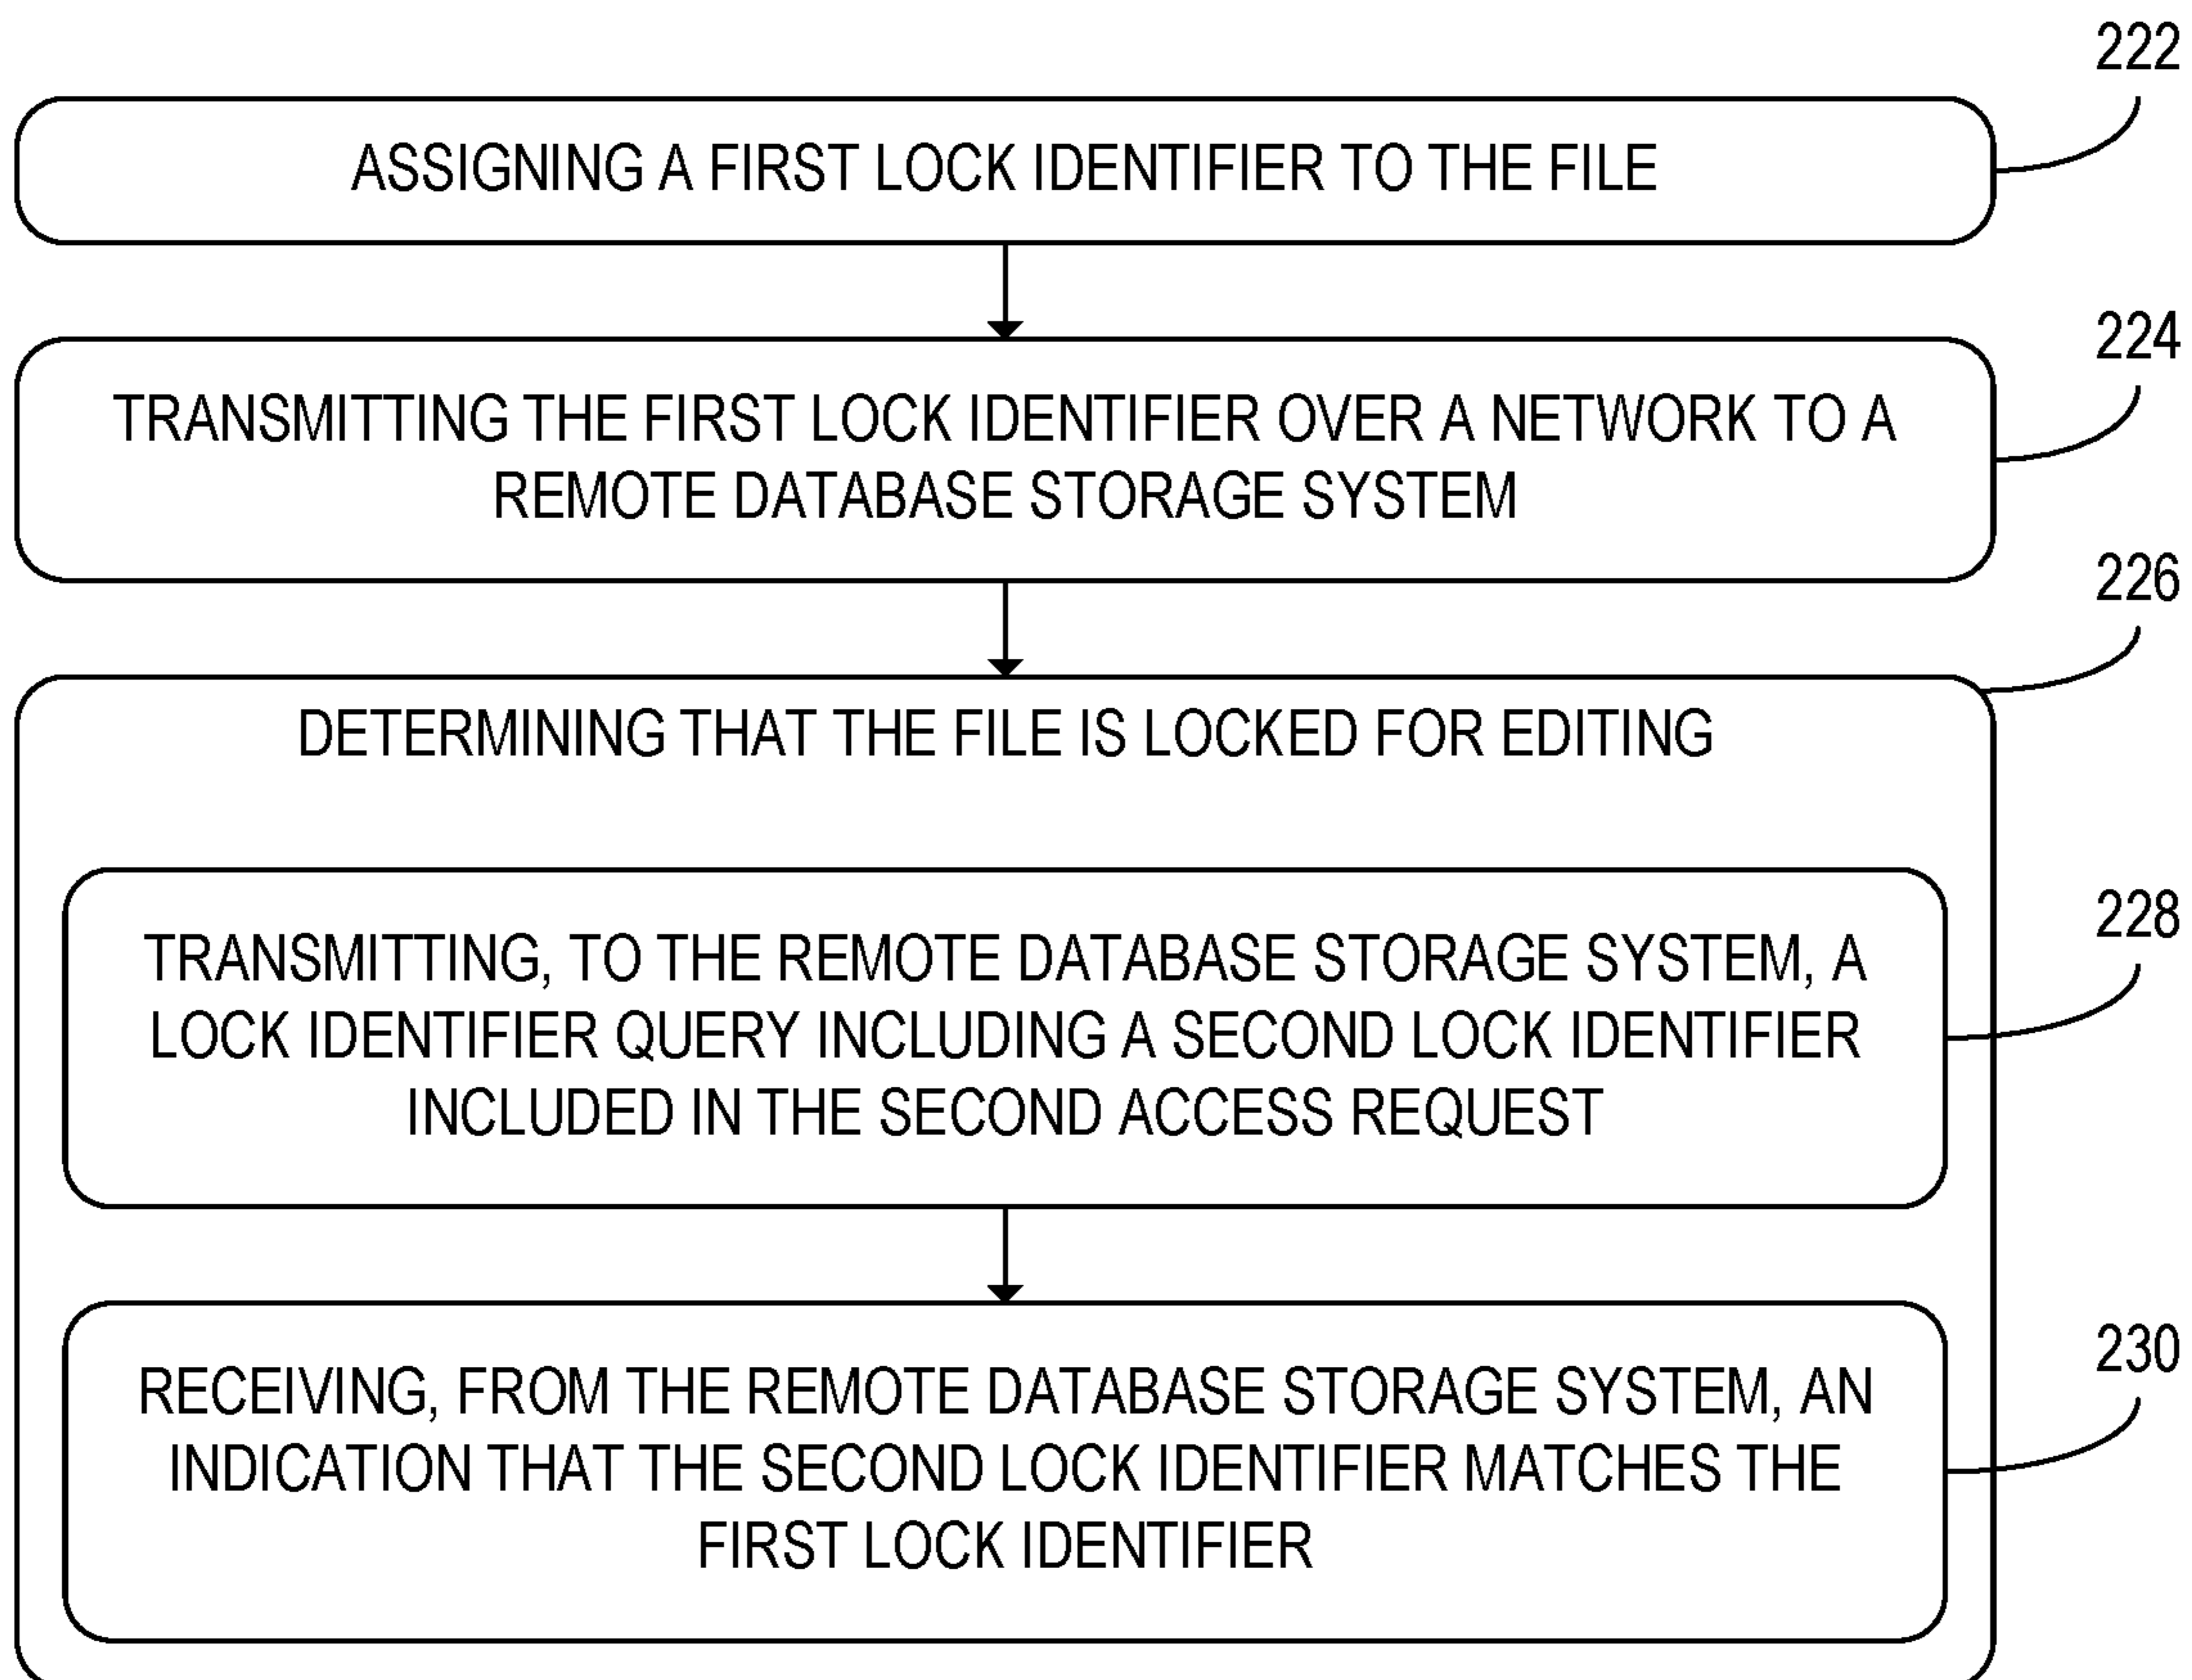 222
ASSIGNING A FIRST LOCK IDENTIFIER TO THE FILE
224
TRANSMITTING THE FIRST LOCK IDENTIFIER OVER A NETWORK TO A
REMOTE DATABASE STORAGE SYSTEM
226
DETERMINING THAT THE FILE IS LOCKED FOR EDITING
228
TRANSMITTING, TO THE REMOTE DATABASE STORAGE SYSTEM, A
LOCK IDENTIFIER QUERY INCLUDING A SECOND LOCK IDENTIFIER
INCLUDED IN THE SECOND ACCESS REQUEST
230
RECEIVING, FROM THE REMOTE DATABASE STORAGE SYSTEM, AN
INDICATION THAT THE SECOND LOCK IDENTIFIER MATCHES THE
FIRST LOCK IDENTIFIER